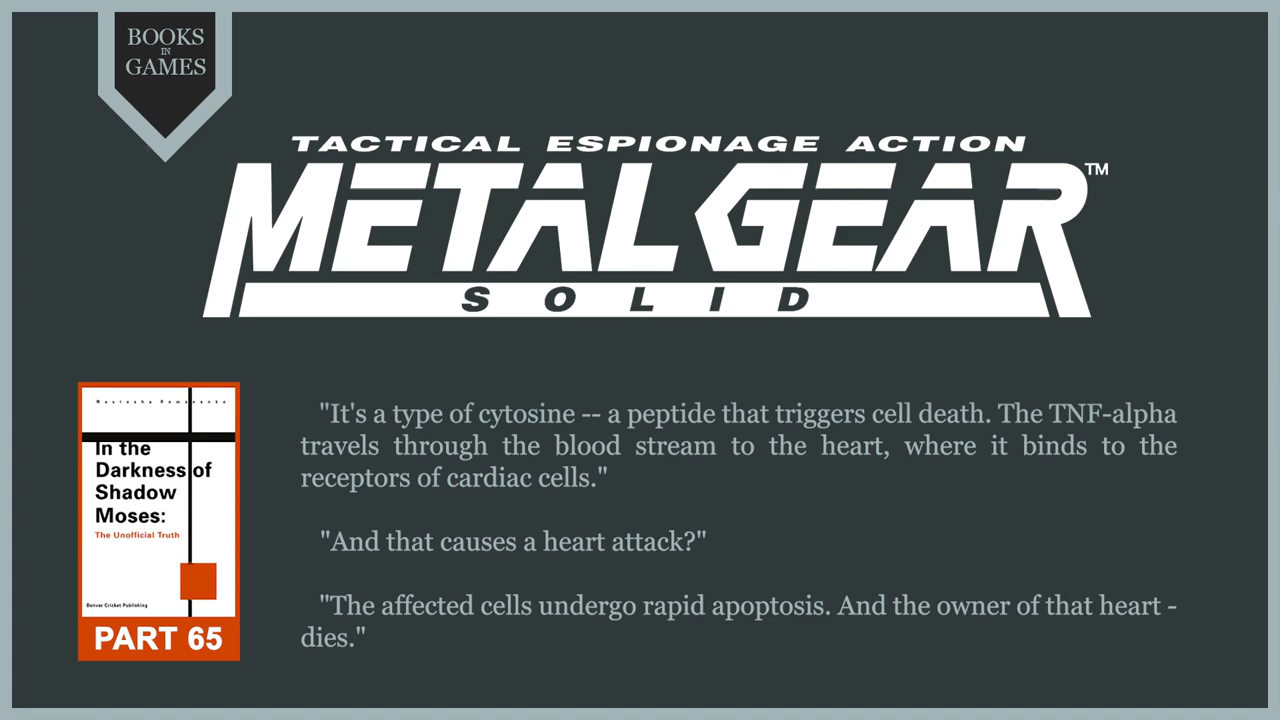 BOOKS
IN
GAMES
TACTICAL ESPIONAGE ACTION
METAL GEAR™
SOLID
Nastasha Romanenko
In the
Darkness of
Shadow
Moses:
The Unofficial Truth
Denver Cricket Publishing
PART 65
"It's a type of cytosine -- a peptide that triggers cell death. The TNF-alpha
travels through the blood stream to the heart, where it binds to the
receptors of cardiac cells."
"And that causes a heart attack?"
"The affected cells undergo rapid apoptosis. And the owner of that heart -
dies."